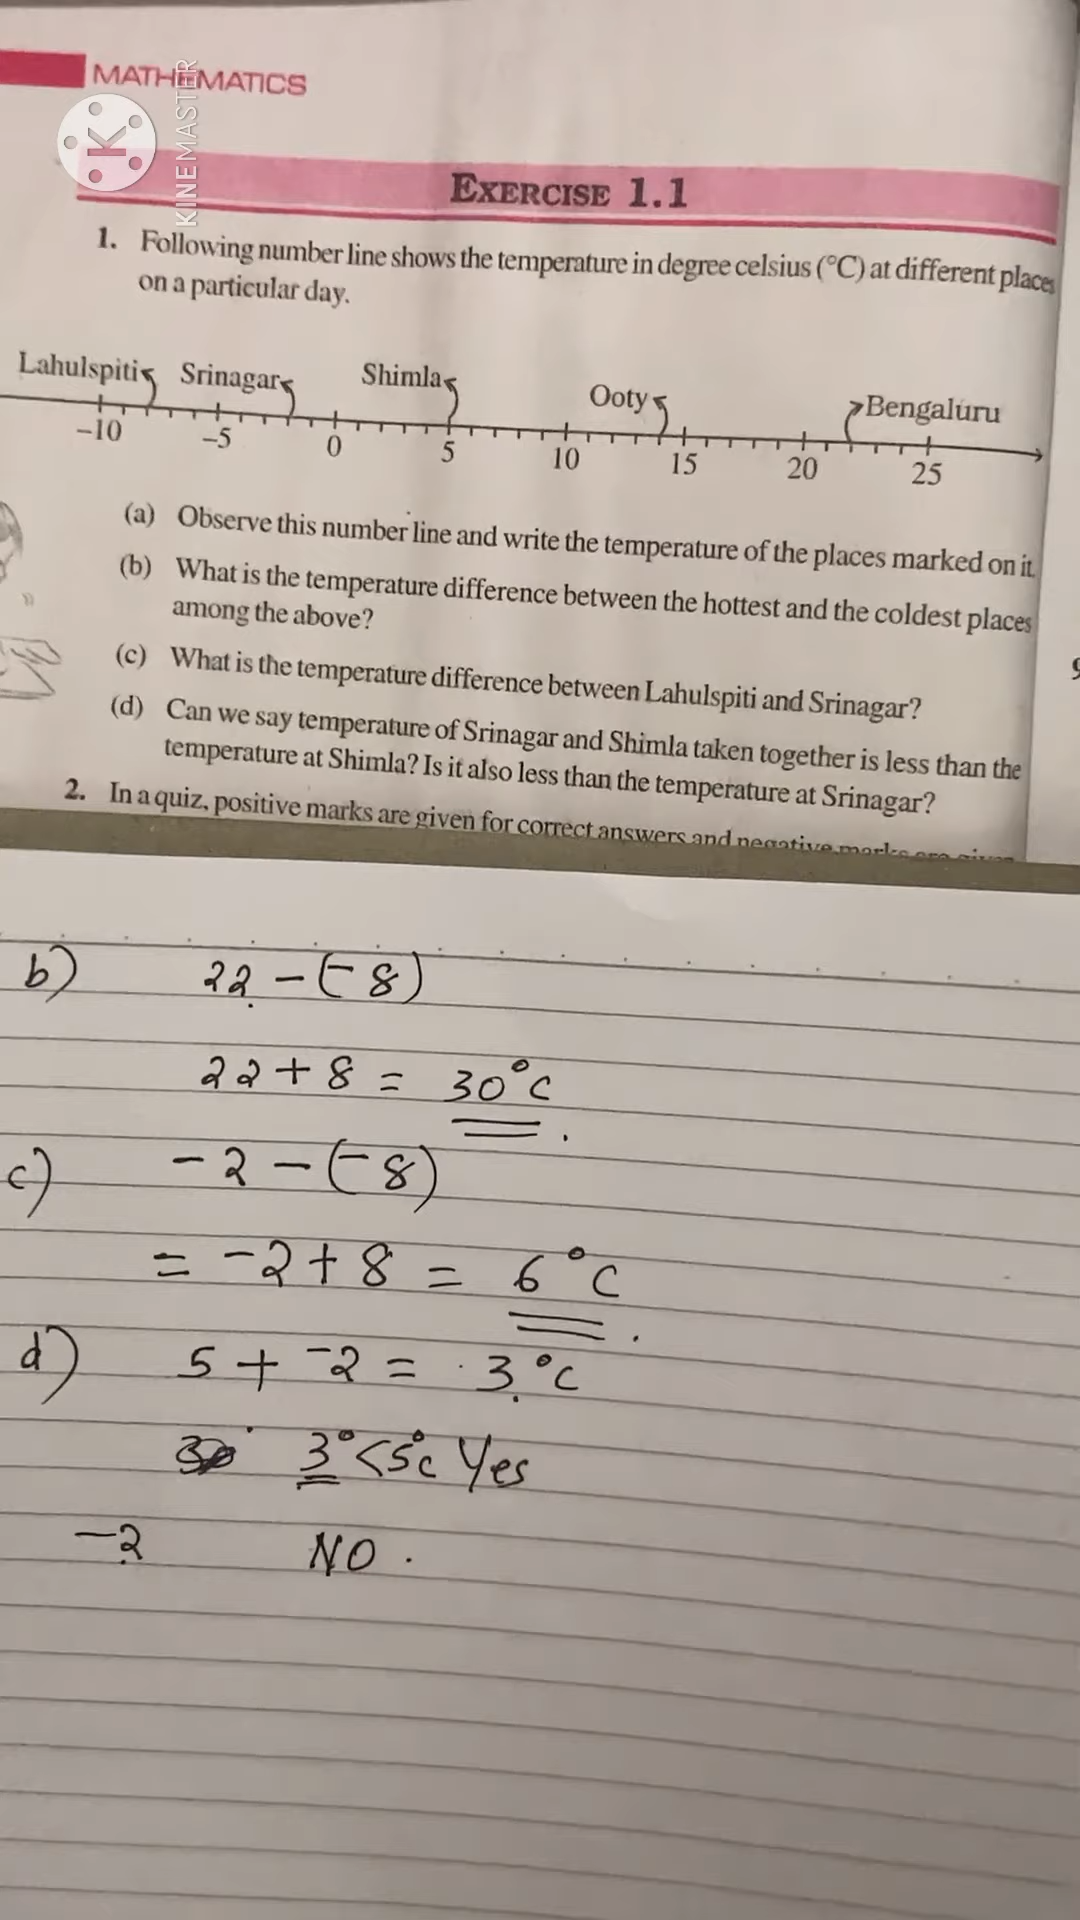 MATHEMATICS
KINEMASTER
EXERCISE 1.1
1. Following number line shows the temperature in degree celsius (°C) at different places
on a particular day.
Lahulspiti Srinagar Shimla Ooty Bengaluru
–10 –5 0 5 10 15 20 25
(a) Observe this number line and write the temperature of the places marked on it.
(b) What is the temperature difference between the hottest and the coldest places
among the above?
(c) What is the temperature difference between Lahulspiti and Srinagar?
(d) Can we say temperature of Srinagar and Shimla taken together is less than the
temperature at Shimla? Is it also less than the temperature at Srinagar?
2. In a quiz, positive marks are given for correct answers and negative marks are given
b) 22 – (–8)
22 + 8 = 30°C
c) –2 – (–8)
= –2 + 8 = 6°C
d) 5 + –2 = 3°C
3° < 5°C Yes
–2 NO.